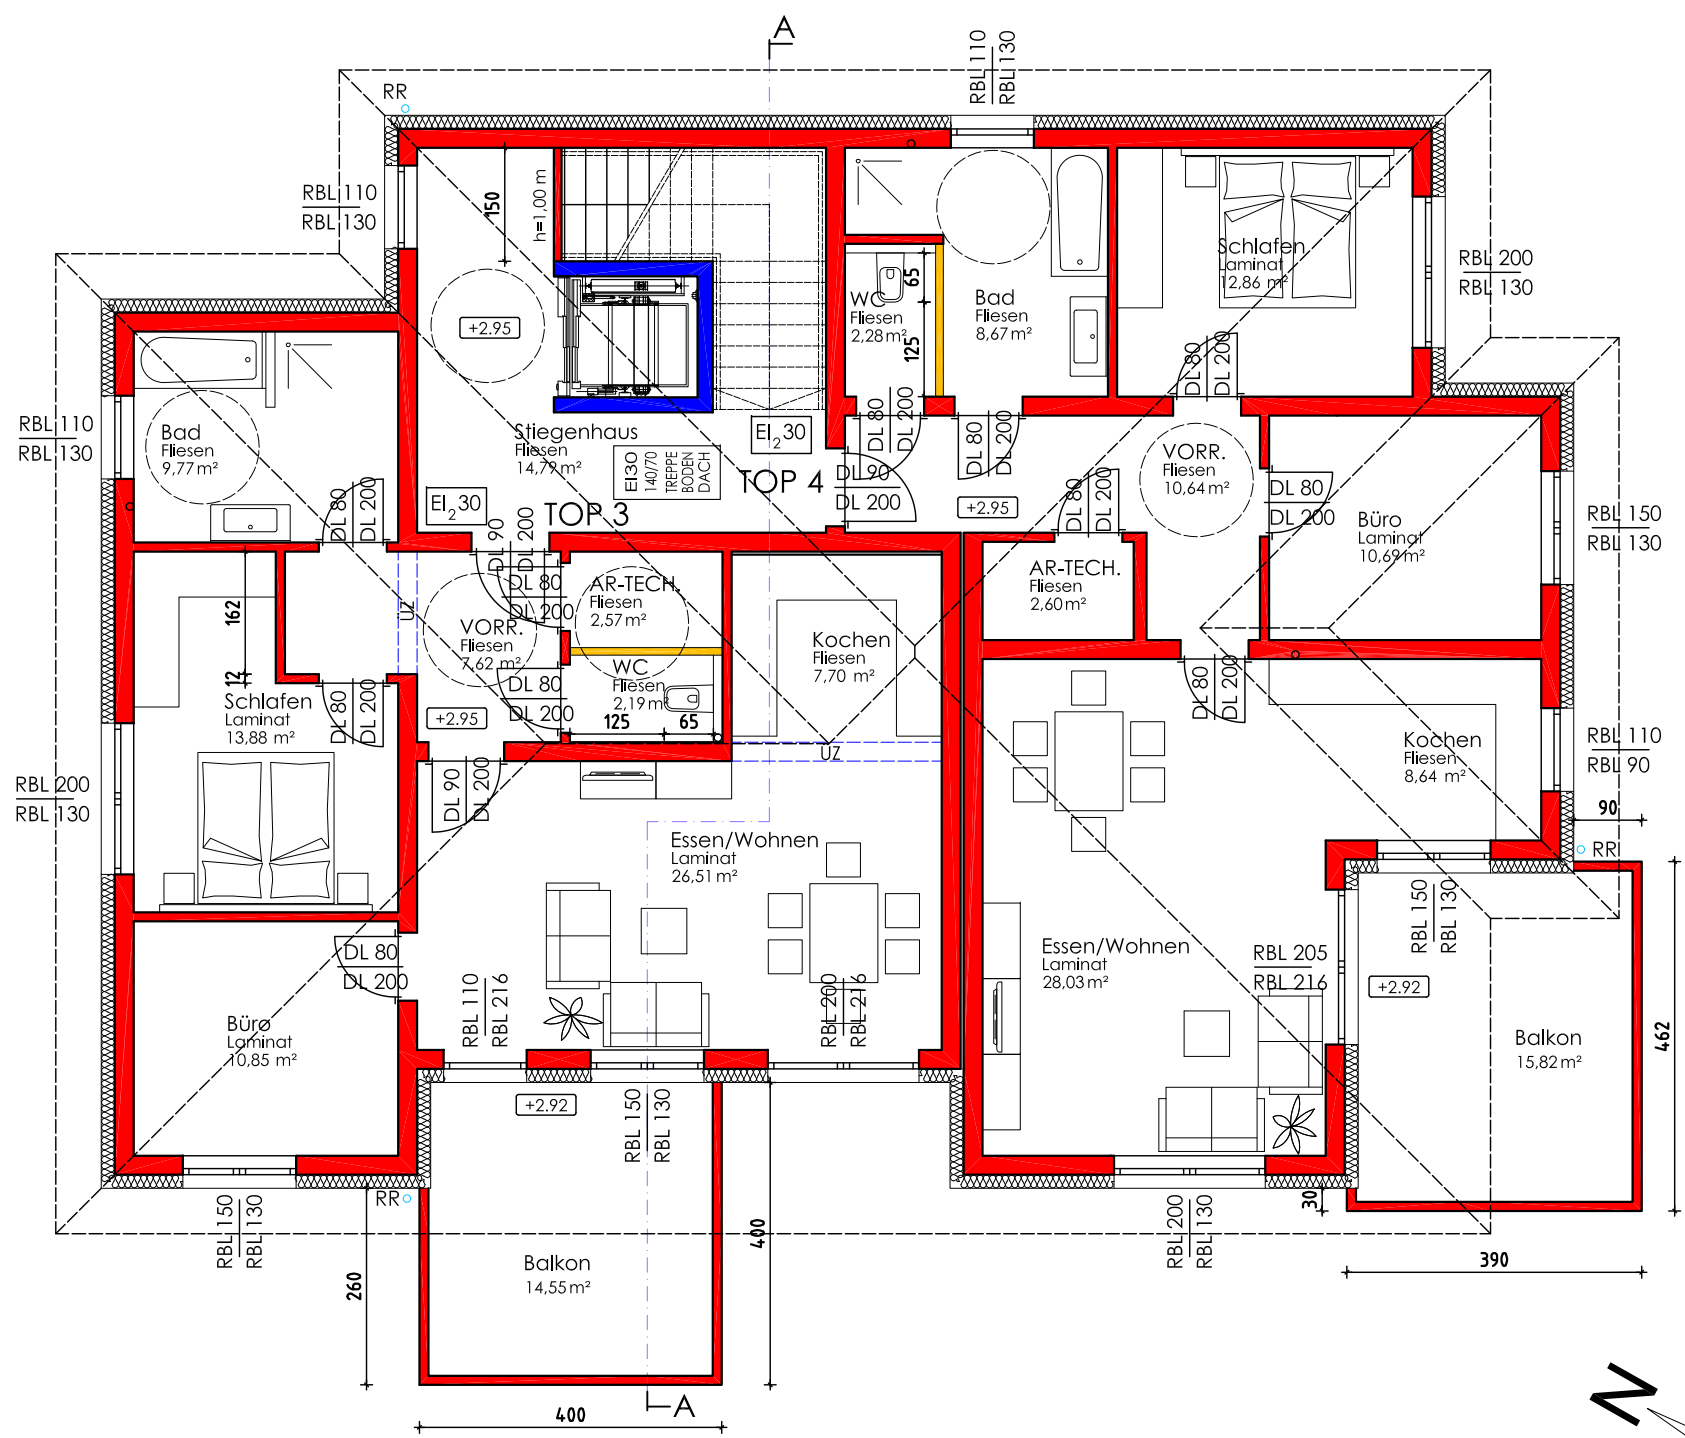 A
RR
RBL 110
RBL 130
RBL 110
RBL 130
150
h=1,00 m
+2.95
Schlafen
Laminat
12,86 m²
RBL 200
RBL 130
WC
Fliesen
2,28 m²
65
125
Bad
Fliesen
8,67 m²
DL 80
DL 200
RBL 110
RBL 130
Bad
Fliesen
9,77 m²
DL 80
DL 200
Stiegenhaus
Fliesen
14,79 m²
EI30
140/70
TREPPE
BODEN
DACH
EI₂30
EI₂30
TOP 4
TOP 3
DL 90
DL 200
DL 80
DL 200
DL 80
DL 200
DL 90
DL 200
+2.95
VORR.
Fliesen
10,64 m²
DL 80
DL 200
DL 80
DL 200
Büro
Laminat
10,69 m²
RBL 150
RBL 130
AR-TECH.
Fliesen
2,60 m²
162
12
UZ
VORR.
Fliesen
7,62 m²
DL 80
DL 200
AR-TECH.
Fliesen
2,57 m²
WC
Fliesen
2,19 m²
125
65
DL 80
DL 200
Kochen
Fliesen
7,70 m²
UZ
+2.95
Schlafen
Laminat
13,88 m²
DL 80
DL 200
RBL 200
RBL 130
DL 90
DL 200
DL 80
DL 200
Kochen
Fliesen
8,64 m²
RBL 110
RBL 90
90
RR
Essen/Wohnen
Laminat
26,51 m²
RBL 150
RBL 130
Essen/Wohnen
Laminat
28,03 m²
RBL 205
RBL 216
+2.92
DL 80
DL 200
Büro
Laminat
10,85 m²
RBL 110
RBL 216
RBL 200
RBL 216
Balkon
15,82 m²
462
+2.92
RBL 150
RBL 130
RR
RBL 150
RBL 130
RBL 200
RBL 130
30
390
260
400
Balkon
14,55 m²
400
A
N